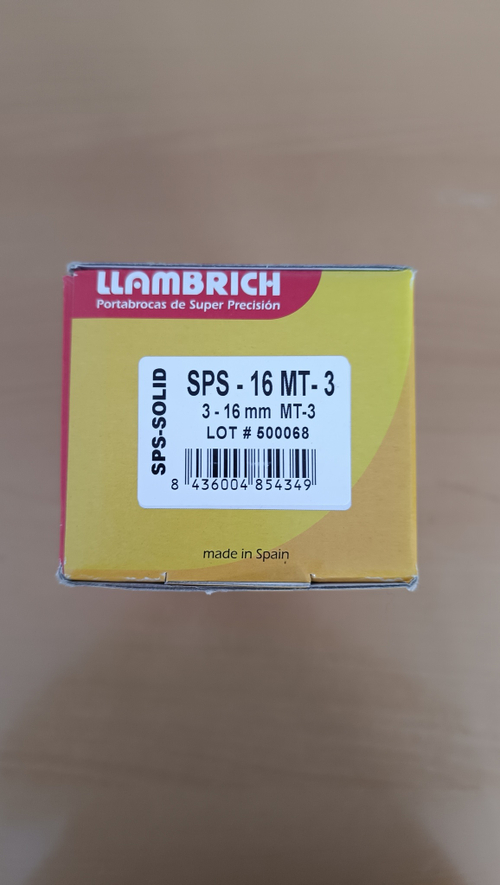 LLAMBRICH
Portabrocas de Super Precisión
SPS-SOLID
SPS - 16 MT- 3
3 - 16 mm MT-3
LOT # 500068
8 436004 854349
made in Spain